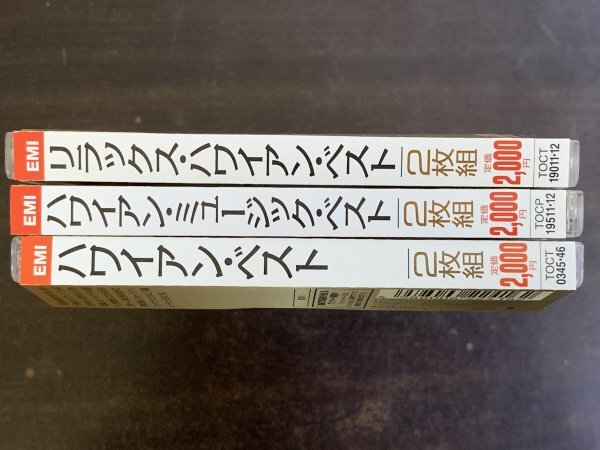 EMI リラックス・ハワイアン・ベスト 2枚組 定価2,000円 TOCT 19011・12
EMI ハワイアン・ミュージック・ベスト 2枚組 定価2,000円 TOCP 19511・12
EMI ハワイアン・ベスト 2枚組 定価2,000円 TOCT 0345・46